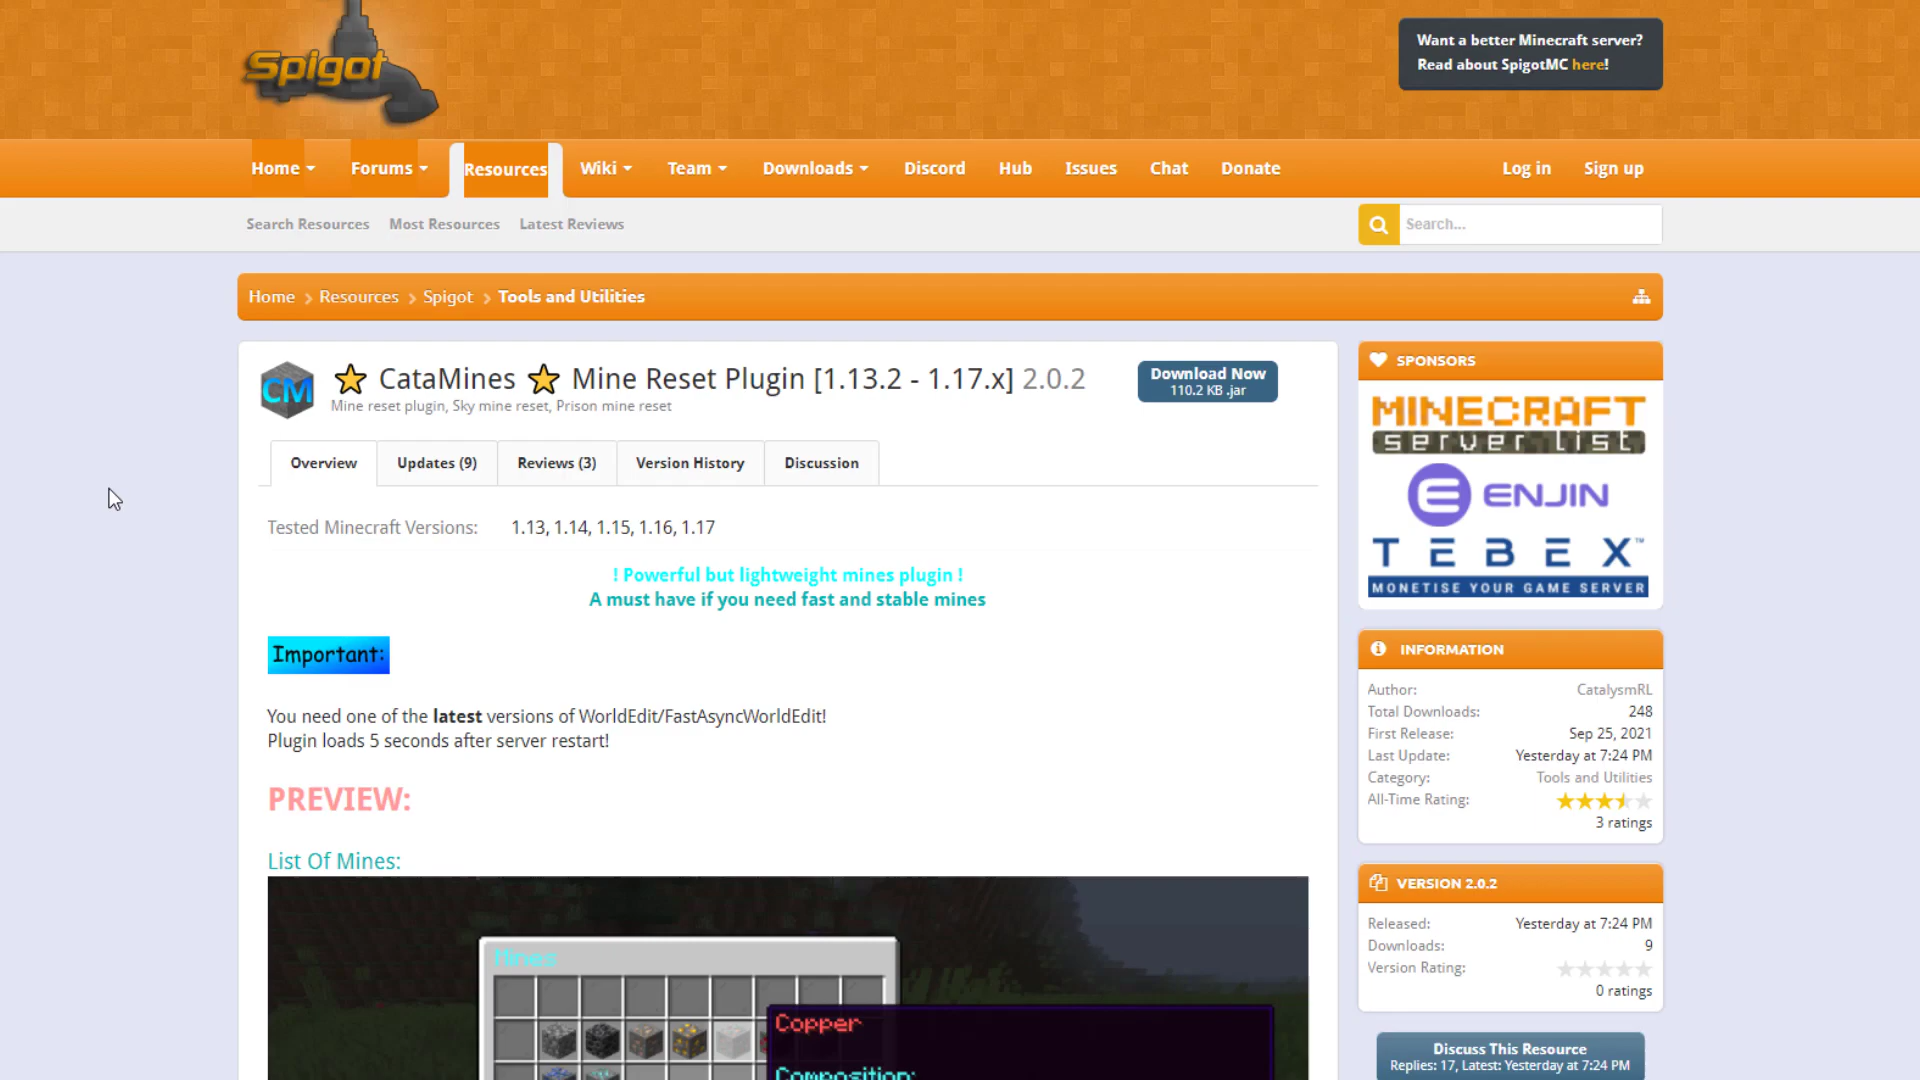 Spigot
Want a better Minecraft server?
Read about SpigotMC here!
Home
Forums
Resources
Wiki
Team
Downloads
Discord
Hub
Issues
Chat
Donate
Log in
Sign up
Search Resources
Most Resources
Latest Reviews
Search...
Home
Resources
Spigot
Tools and Utilities
CM
CataMines
Mine Reset Plugin [1.13.2 - 1.17.x] 2.0.2
Mine reset plugin, Sky mine reset, Prison mine reset
Download Now
110.2 KB .jar
Overview
Updates (9)
Reviews (3)
Version History
Discussion
Tested Minecraft Versions: 1.13, 1.14, 1.15, 1.16, 1.17
! Powerful but lightweight mines plugin !
A must have if you need fast and stable mines
Important:
You need one of the latest versions of WorldEdit/FastAsyncWorldEdit!
Plugin loads 5 seconds after server restart!
PREVIEW:
List Of Mines:
Mines
Copper
Composition:
SPONSORS
MINECRAFT
server list
ENJIN
TEBEX™
MONETISE YOUR GAME SERVER
INFORMATION
Author: CatalysmRL
Total Downloads: 248
First Release: Sep 25, 2021
Last Update: Yesterday at 7:24 PM
Category: Tools and Utilities
All-Time Rating:
3 ratings
VERSION 2.0.2
Released: Yesterday at 7:24 PM
Downloads: 9
Version Rating:
0 ratings
Discuss This Resource
Replies: 17, Latest: Yesterday at 7:24 PM